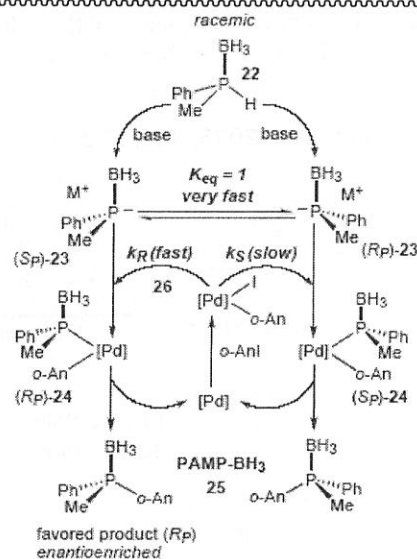 racemic
BH3
22
Ph
P
H
Me
base
base
BH3
M+
Keq = 1
very fast
BH3
M+
Ph
P
Me
P
Ph
Me
(SP)-23
kR (fast)
kS (slow)
(RP)-23
26
[Pd]
I
o-An
BH3
Ph
P
Me
[Pd]
o-An
o-AnI
BH3
P
Ph
Me
[Pd]
o-An
(RP)-24
[Pd]
(SP)-24
BH3
PAMP-BH3
BH3
Ph
P
Me
o-An
25
o-An
P
Ph
Me
favored product (RP)
enantioenriched